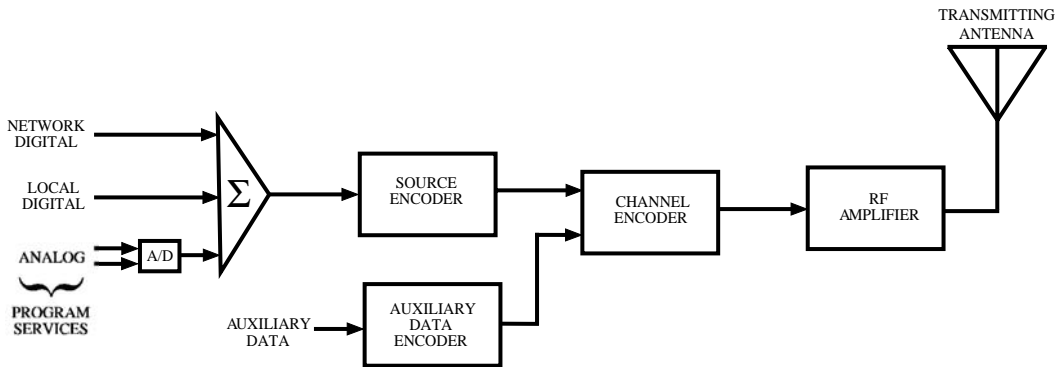 TRANSMITTING
ANTENNA
NETWORK
DIGITAL
LOCAL
DIGITAL
Σ
SOURCE
ENCODER
CHANNEL
ENCODER
RF
AMPLIFIER
ANALOG
A/D
PROGRAM
SERVICES
AUXILIARY
DATA
AUXILIARY
DATA
ENCODER